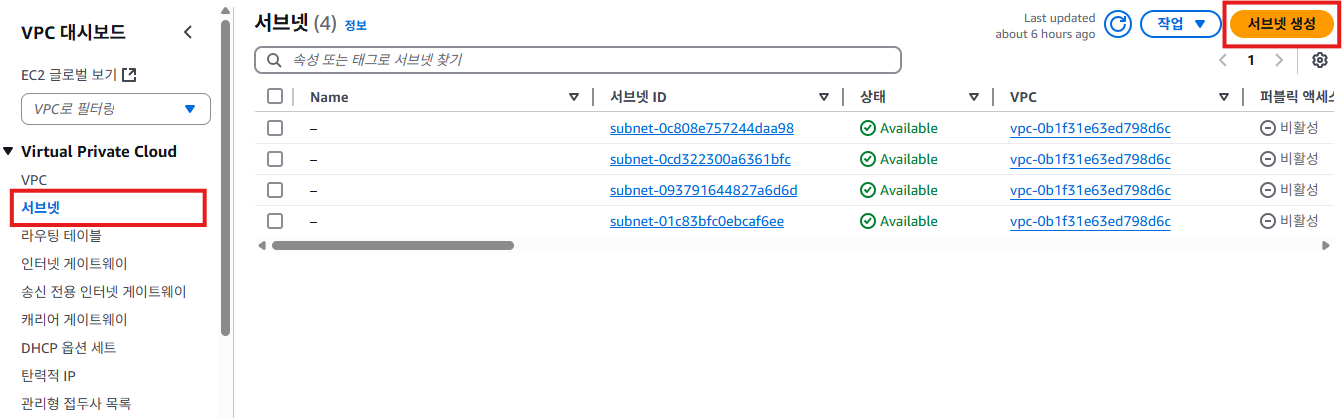 VPC 대시보드
EC2 글로벌 보기
VPC로 필터링
Virtual Private Cloud
VPC
서브넷
라우팅 테이블
인터넷 게이트웨이
송신 전용 인터넷 게이트웨이
캐리어 게이트웨이
DHCP 옵션 세트
탄력적 IP
관리형 접두사 목록
서브넷 (4) 정보
Last updated
about 6 hours ago
작업
서브넷 생성
속성 또는 태그로 서브넷 찾기
1
Name 서브넷 ID 상태 VPC 퍼블릭 액세스
– subnet-0c808e757244daa98 Available vpc-0b1f31e63ed798d6c 비활성
– subnet-0cd322300a6361bfc Available vpc-0b1f31e63ed798d6c 비활성
– subnet-093791644827a6d6d Available vpc-0b1f31e63ed798d6c 비활성
– subnet-01c83bfc0ebcaf6ee Available vpc-0b1f31e63ed798d6c 비활성